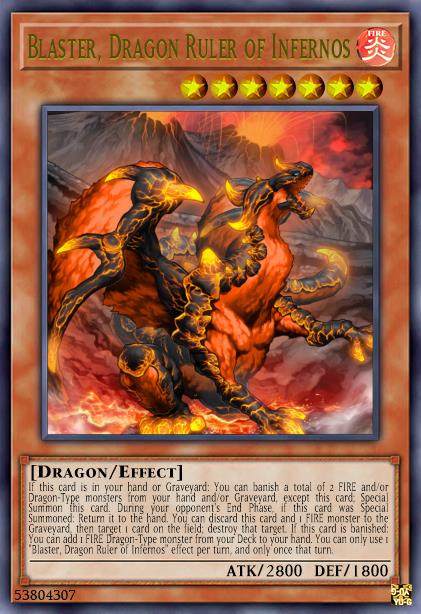 Blaster, Dragon Ruler of Infernos
FIRE
炎
[Dragon/Effect]
If this card is in your hand or Graveyard: You can banish a total of 2 FIRE and/or
Dragon-Type monsters from your hand and/or Graveyard, except this card; Special
Summon this card. During your opponent's End Phase, if this card was Special
Summoned: Return it to the hand. You can discard this card and 1 FIRE monster to the
Graveyard, then target 1 card on the field; destroy that target. If this card is banished:
You can add 1 FIRE Dragon-Type monster from your Deck to your hand. You can only use 1
"Blaster, Dragon Ruler of Infernos" effect per turn, and only once that turn.
ATK/2800 DEF/1800
53804307